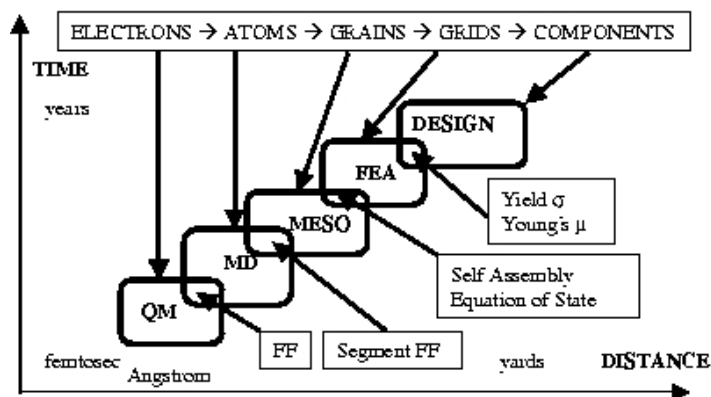 ELECTRONS → ATOMS → GRAINS → GRIDS → COMPONENTS
TIME
years
DESIGN
FEA
Yield σ
Young's μ
MESO
MD
Self Assembly
Equation of State
QM
FF
Segment FF
femtosec
yards
DISTANCE
Angstrom